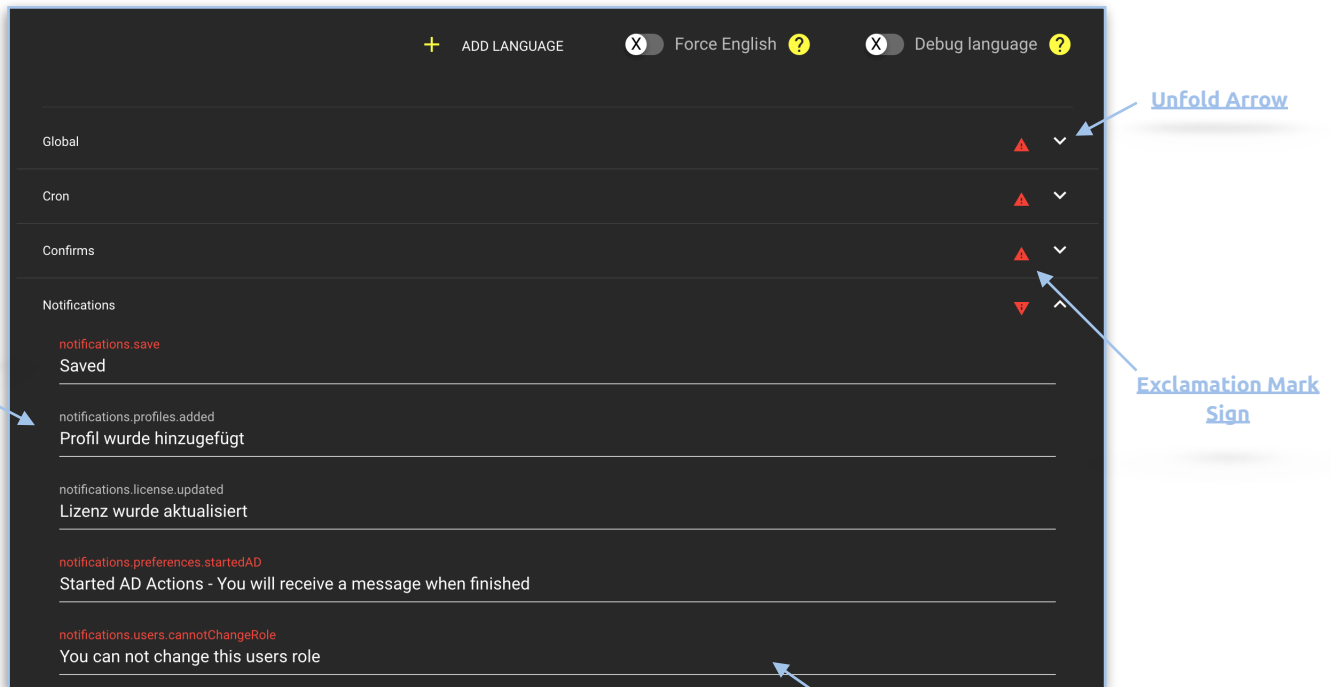 ADD LANGUAGE
X Force English ?
X Debug language ?
Unfold Arrow
Global
Cron
Confirms
Notifications
notifications.save
Saved
Exclamation Mark
Sign
notifications.profiles.added
Profil wurde hinzugefügt
notifications.license.updated
Lizenz wurde aktualisiert
notifications.preferences.startedAD
Started AD Actions - You will receive a message when finished
notifications.users.cannotChangeRole
You can not change this users role